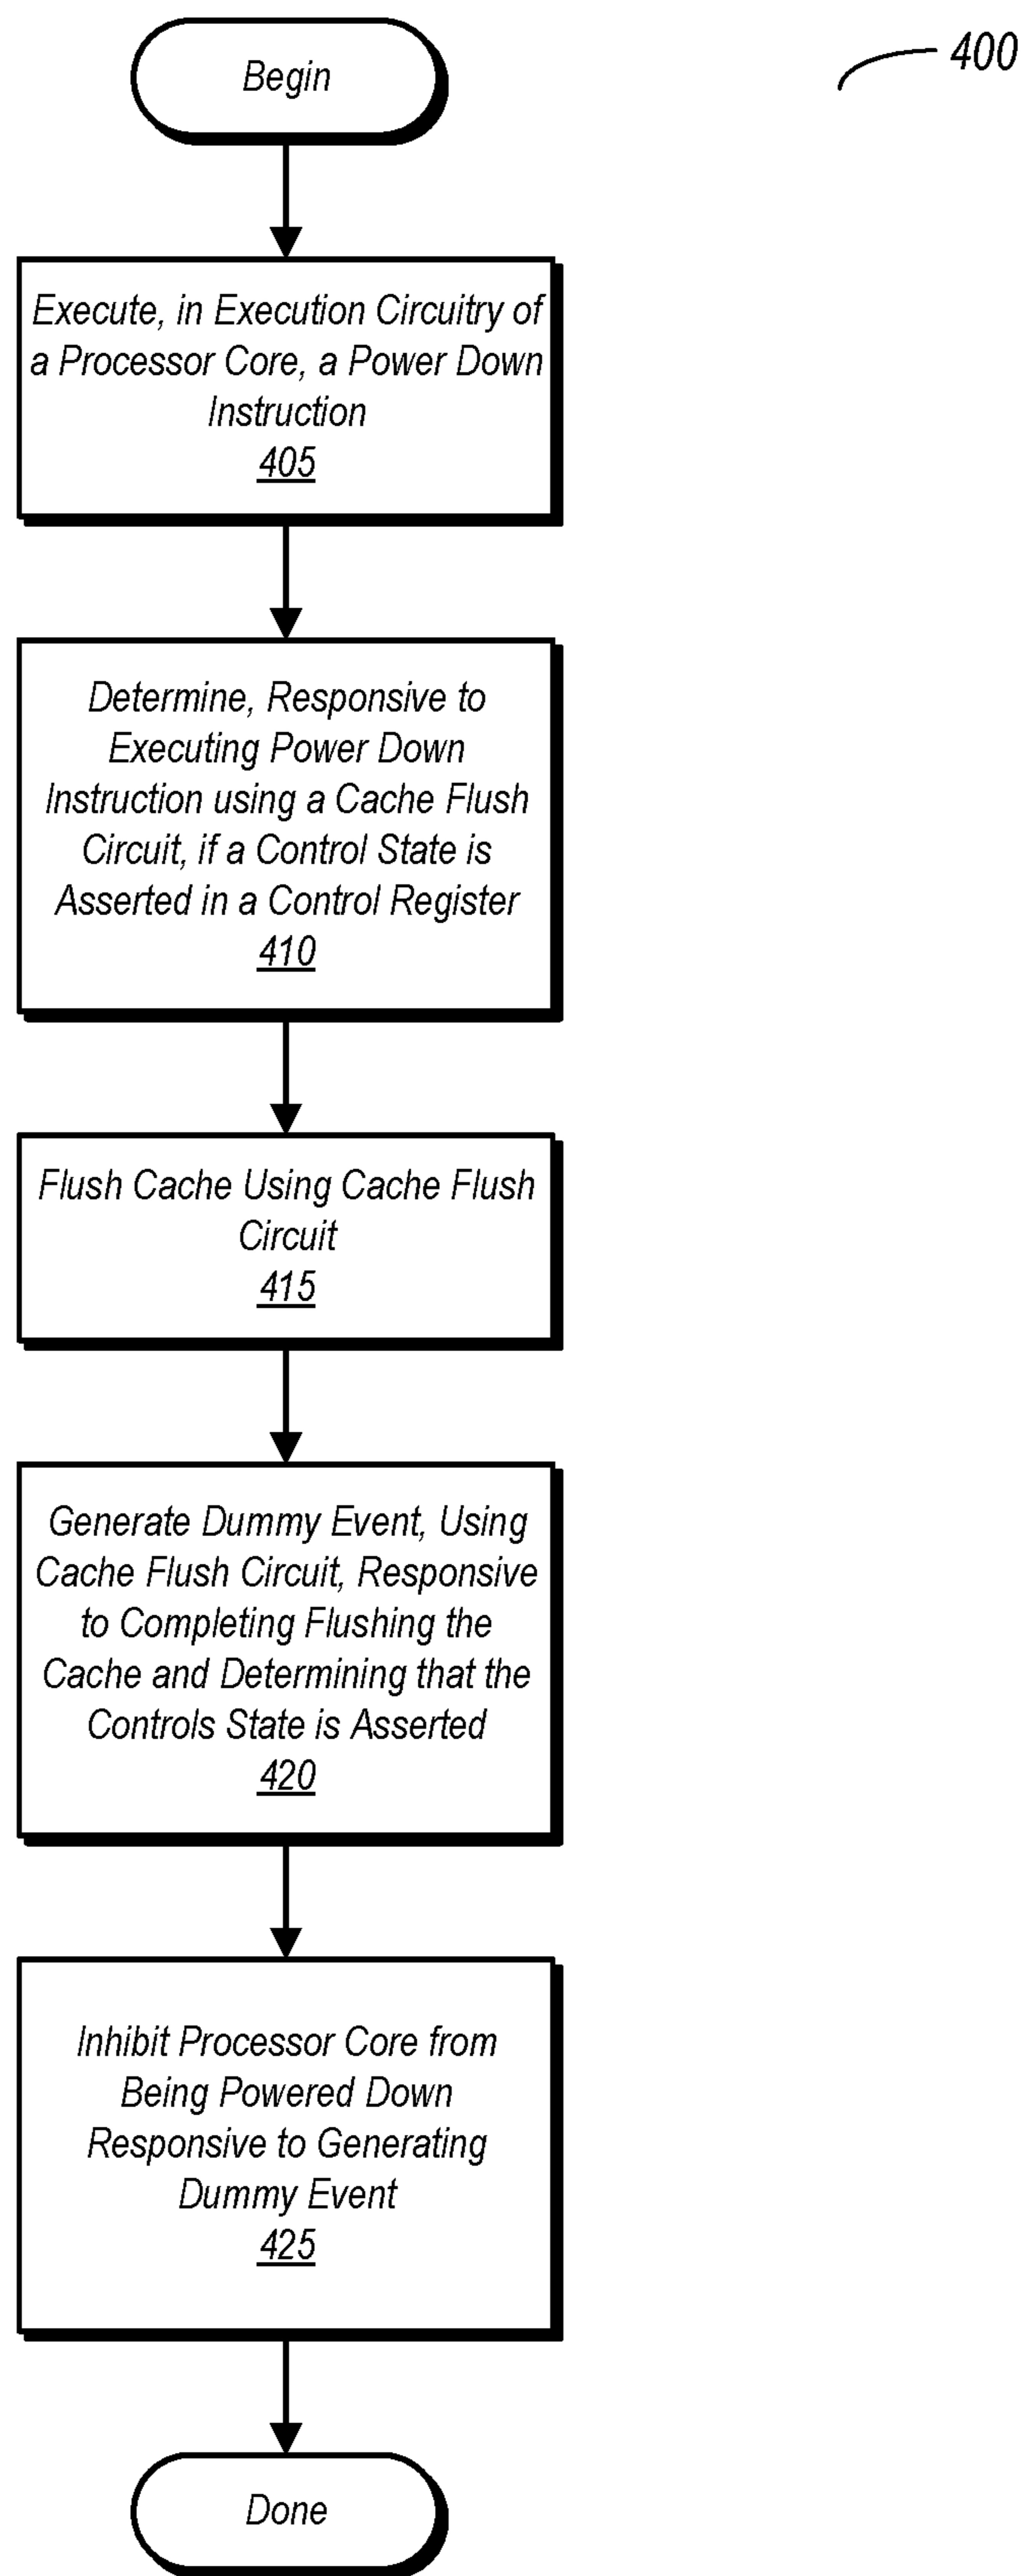 Begin
400
Execute, in Execution Circuitry of
a Processor Core, a Power Down
Instruction
405
Determine, Responsive to
Executing Power Down
Instruction using a Cache Flush
Circuit, if a Control State is
Asserted in a Control Register
410
Flush Cache Using Cache Flush
Circuit
415
Generate Dummy Event, Using
Cache Flush Circuit, Responsive
to Completing Flushing the
Cache and Determining that the
Controls State is Asserted
420
Inhibit Processor Core from
Being Powered Down
Responsive to Generating
Dummy Event
425
Done